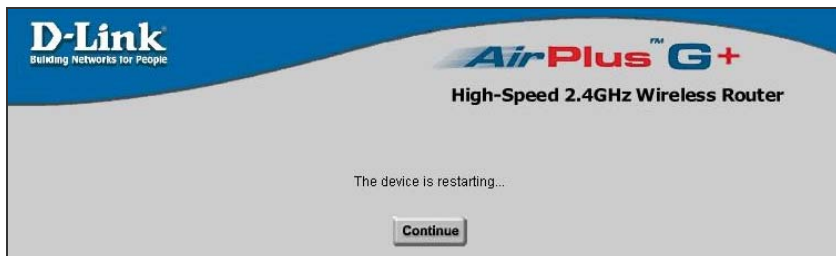 D-Link
Building Networks for People
AirPlus™ G+
High-Speed 2.4GHz Wireless Router
The device is restarting...
Continue